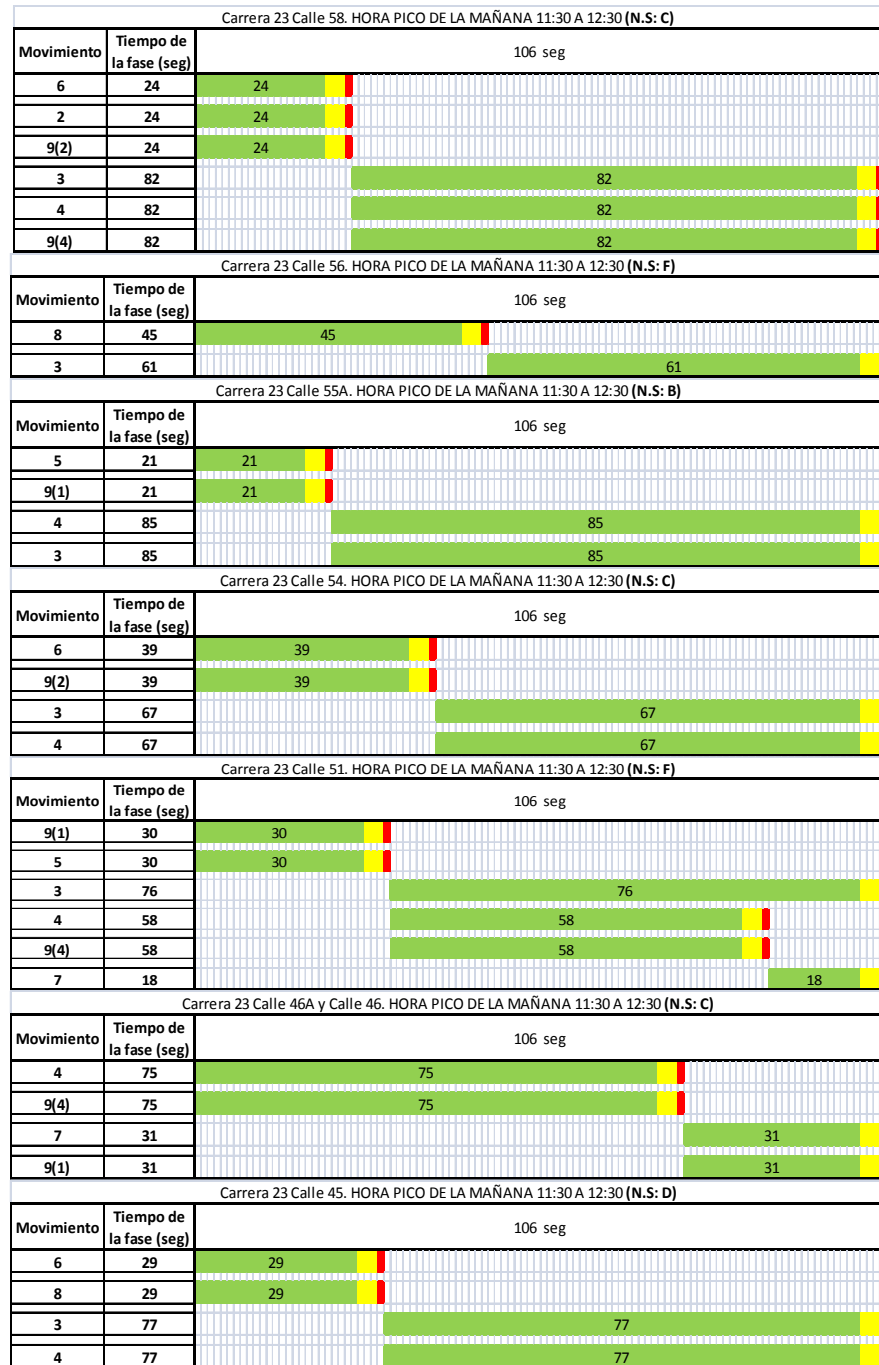 Carrera 23 Calle 58. HORA PICO DE LA MAÑANA 11:30 A 12:30 (N.S: C)
Movimiento Tiempo de la fase (seg) 106 seg
6 24 24
2 24 24
9(2) 24 24
3 82 82
4 82 82
9(4) 82 82
Carrera 23 Calle 56. HORA PICO DE LA MAÑANA 11:30 A 12:30 (N.S: F)
Movimiento Tiempo de la fase (seg) 106 seg
8 45 45
3 61 61
Carrera 23 Calle 55A. HORA PICO DE LA MAÑANA 11:30 A 12:30 (N.S: B)
Movimiento Tiempo de la fase (seg) 106 seg
5 21 21
9(1) 21 21
4 85 85
3 85 85
Carrera 23 Calle 54. HORA PICO DE LA MAÑANA 11:30 A 12:30 (N.S: C)
Movimiento Tiempo de la fase (seg) 106 seg
6 39 39
9(2) 39 39
3 67 67
4 67 67
Carrera 23 Calle 51. HORA PICO DE LA MAÑANA 11:30 A 12:30 (N.S: F)
Movimiento Tiempo de la fase (seg) 106 seg
9(1) 30 30
5 30 30
3 76 76
4 58 58
9(4) 58 58
7 18 18
Carrera 23 Calle 46A y Calle 46. HORA PICO DE LA MAÑANA 11:30 A 12:30 (N.S: C)
Movimiento Tiempo de la fase (seg) 106 seg
4 75 75
9(4) 75 75
7 31 31
9(1) 31 31
Carrera 23 Calle 45. HORA PICO DE LA MAÑANA 11:30 A 12:30 (N.S: D)
Movimiento Tiempo de la fase (seg) 106 seg
6 29 29
8 29 29
3 77 77
4 77 77